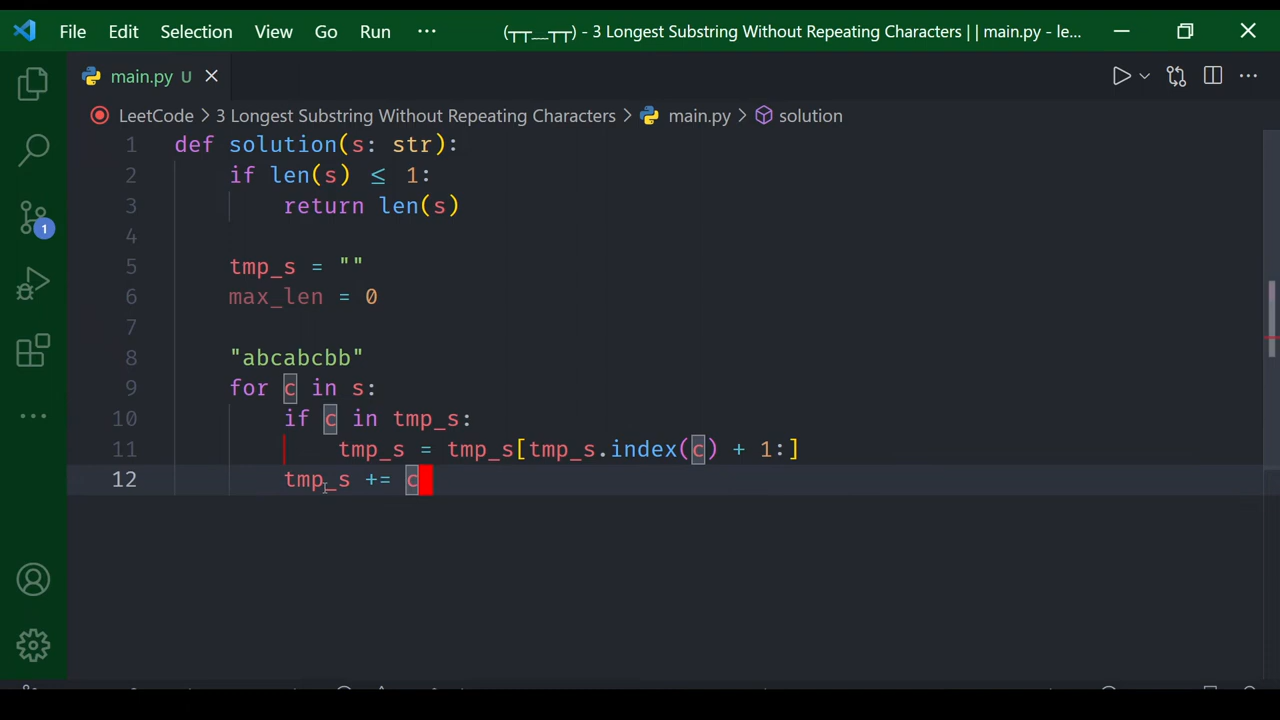 File Edit Selection View Go Run ··· (┬┬__┬┬) - 3 Longest Substring Without Repeating Characters | | main.py - le...
main.py U
LeetCode > 3 Longest Substring Without Repeating Characters > main.py > solution
1 def solution(s: str):
2 if len(s) ≤ 1:
3 return len(s)
4
5 tmp_s = ""
6 max_len = 0
7
8 "abcabcbb"
9 for c in s:
10 if c in tmp_s:
11 tmp_s = tmp_s[tmp_s.index(c) + 1:]
12 tmp_s += c
1